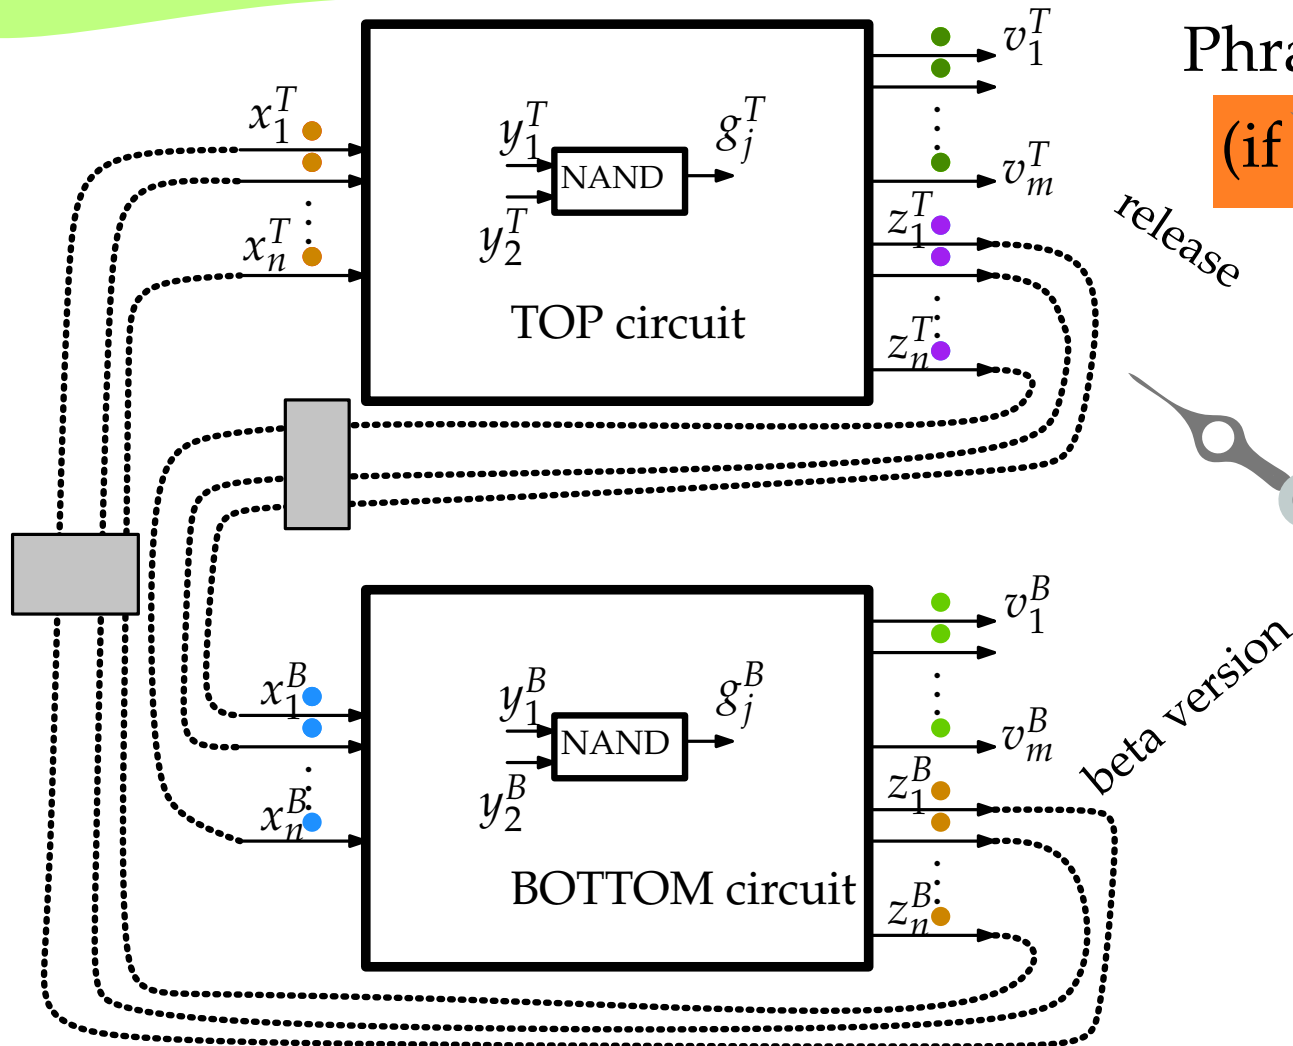 v_1^T
Phra
x_1^T
(if
y_1^T
g_j^T
NAND
v_m^T
y_2^T
z_1^T
release
x_n^T
TOP circuit
z_n^T
v_1^B
x_1^B
y_1^B
g_j^B
beta version
NAND
v_m^B
y_2^B
z_1^B
x_n^B
BOTTOM circuit
z_n^B